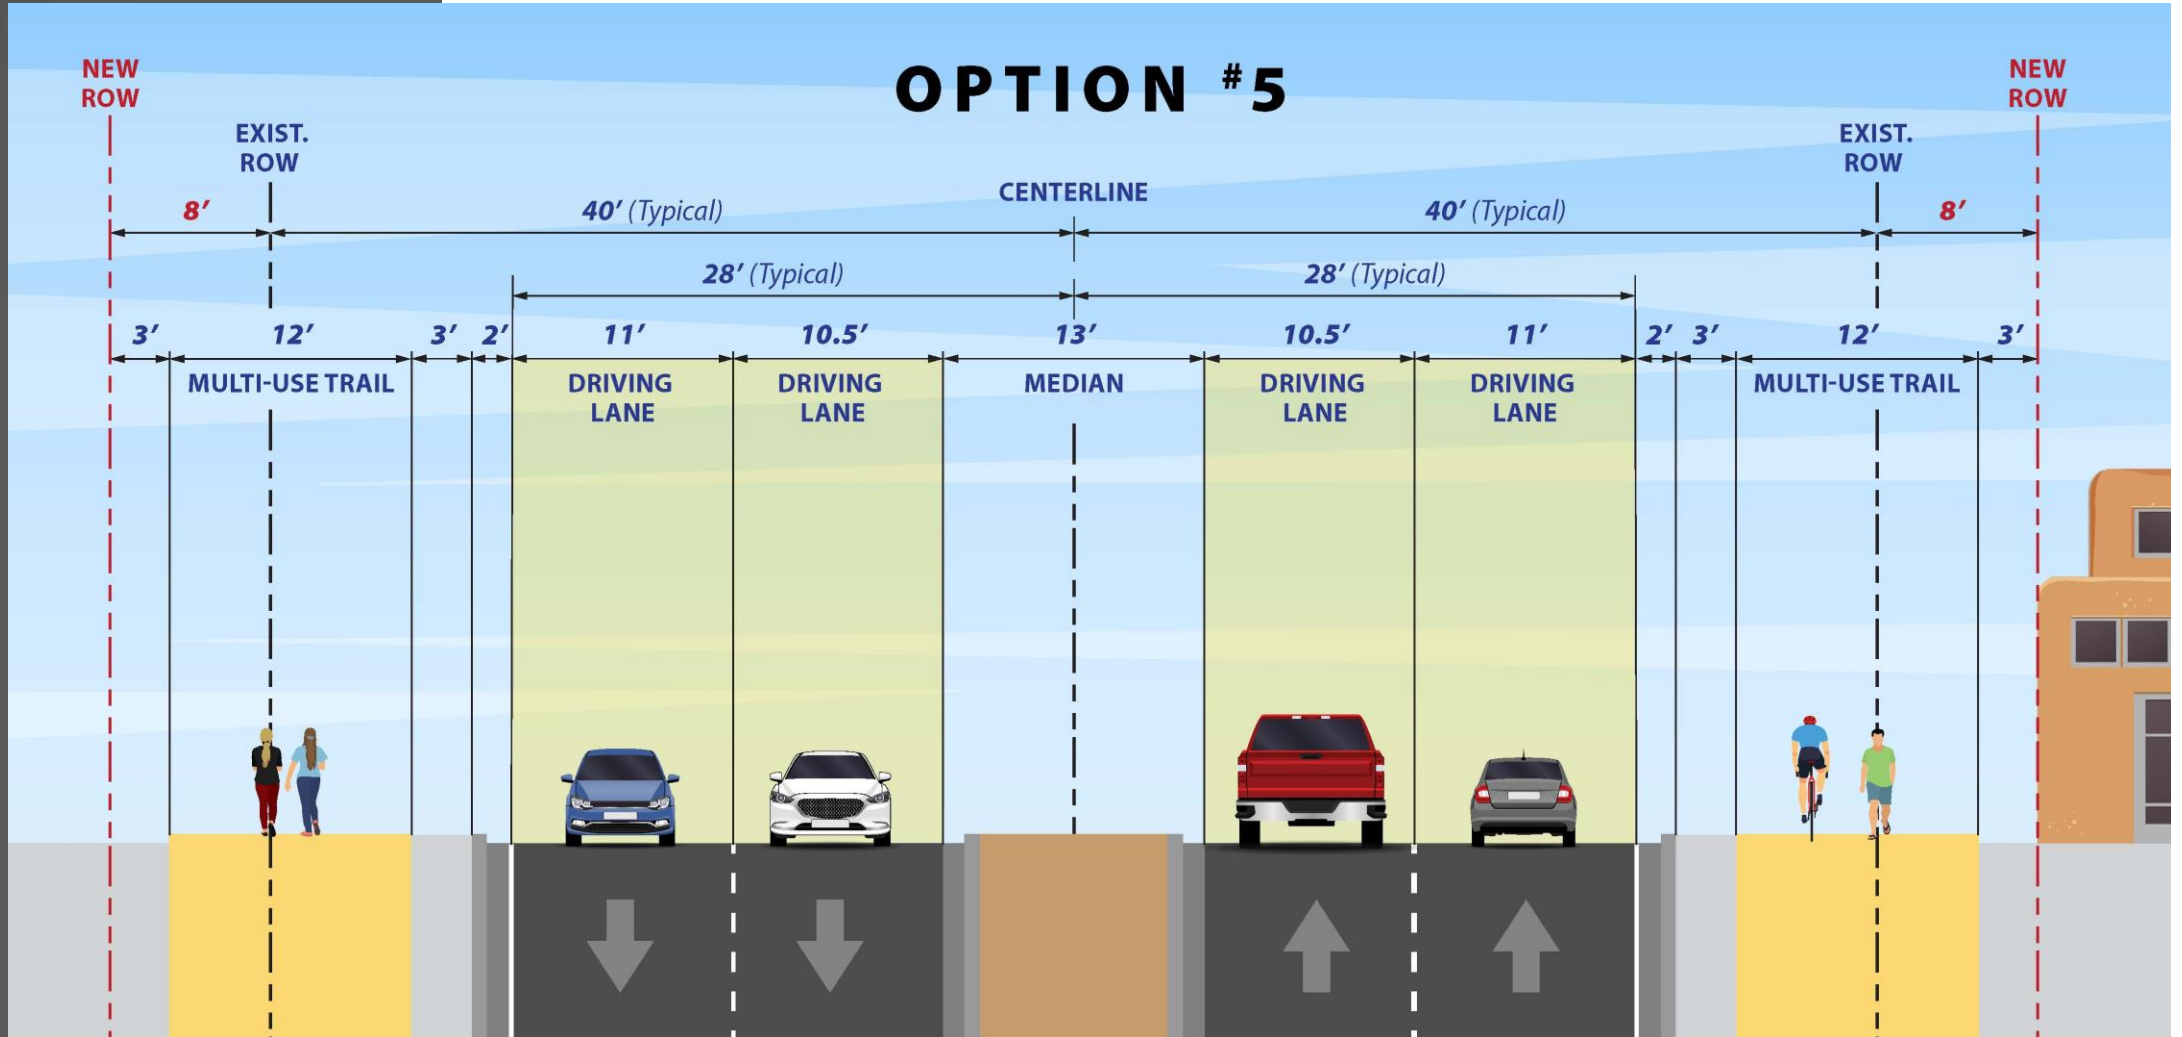 OPTION #5
NEW
ROW
NEW
ROW
EXIST.
ROW
EXIST.
ROW
CENTERLINE
8’
40’ (Typical)
40’ (Typical)
8’
28’ (Typical)
28’ (Typical)
3’ 12’ 3’ 2’ 11’ 10.5’ 13’ 10.5’ 11’ 2’ 3’ 12’ 3’
MULTI-USE TRAIL
DRIVING
LANE
DRIVING
LANE
MEDIAN
DRIVING
LANE
DRIVING
LANE
MULTI-USE TRAIL